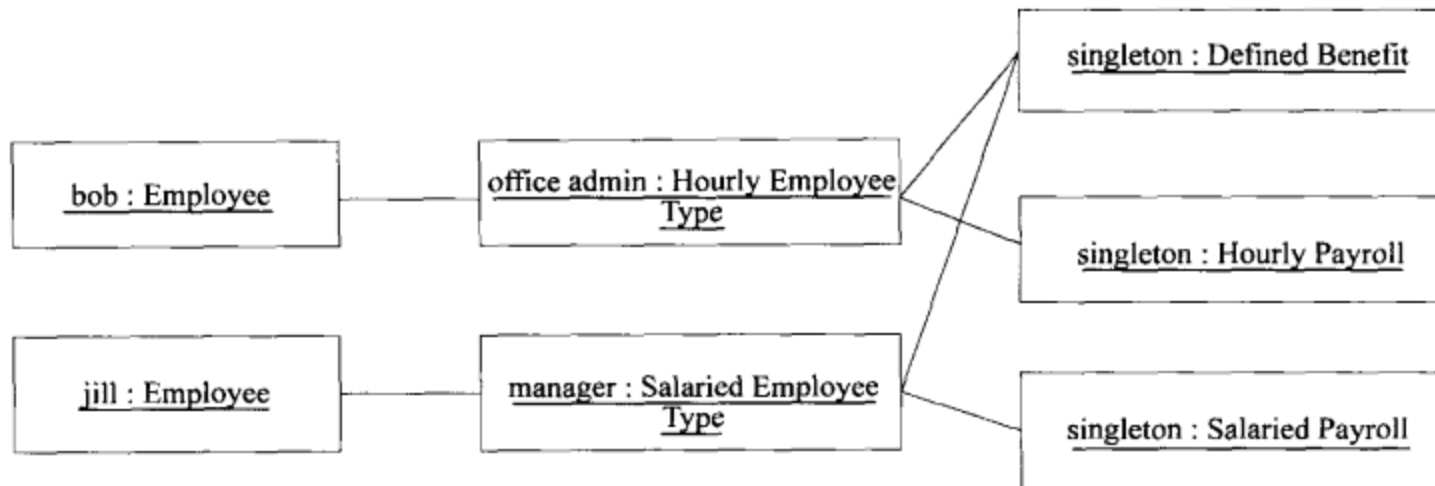 singleton : Defined Benefit
bob : Employee
office admin : Hourly Employee
Type
singleton : Hourly Payroll
jill : Employee
manager : Salaried Employee
Type
singleton : Salaried Payroll